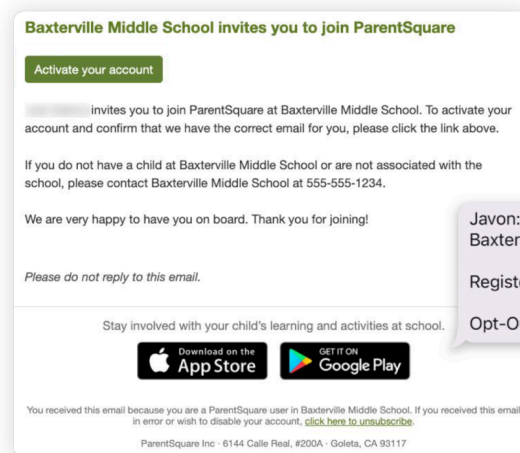 Baxterville Middle School invites you to join ParentSquare
Activate your account
invites you to join ParentSquare at Baxterville Middle School. To activate your
account and confirm that we have the correct email for you, please click the link above.
If you do not have a child at Baxterville Middle School or are not associated with the
school, please contact Baxterville Middle School at 555-555-1234.
We are very happy to have you on board. Thank you for joining!
Please do not reply to this email.
Javon:
Baxter
Regist
Opt-O
Stay involved with your child's learning and activities at school.
Download on the
App Store
GET IT ON
Google Play
You received this email because you are a ParentSquare user in Baxterville Middle School. If you received this email
in error or wish to disable your account, click here to unsubscribe.
ParentSquare Inc · 6144 Calle Real, #200A · Goleta, CA 93117